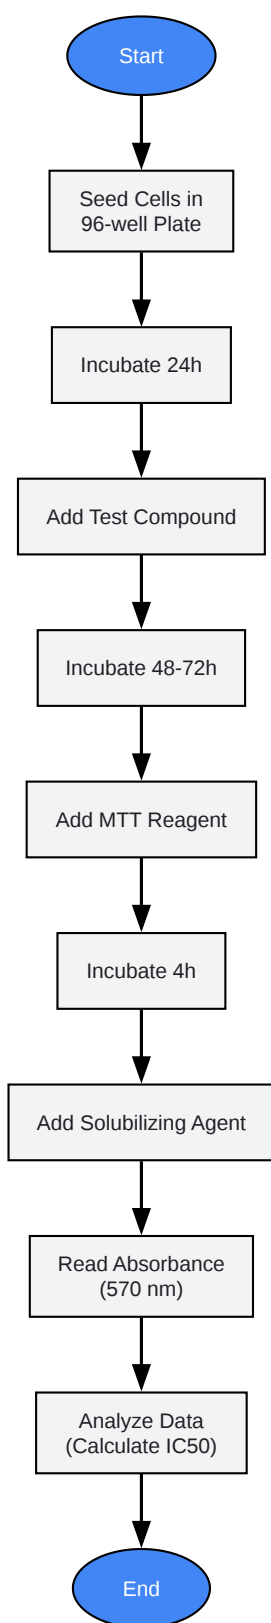 Start
Seed Cells in
96-well Plate
Incubate 24h
Add Test Compound
Incubate 48-72h
Add MTT Reagent
Incubate 4h
Add Solubilizing Agent
Read Absorbance
(570 nm)
Analyze Data
(Calculate IC50)
End